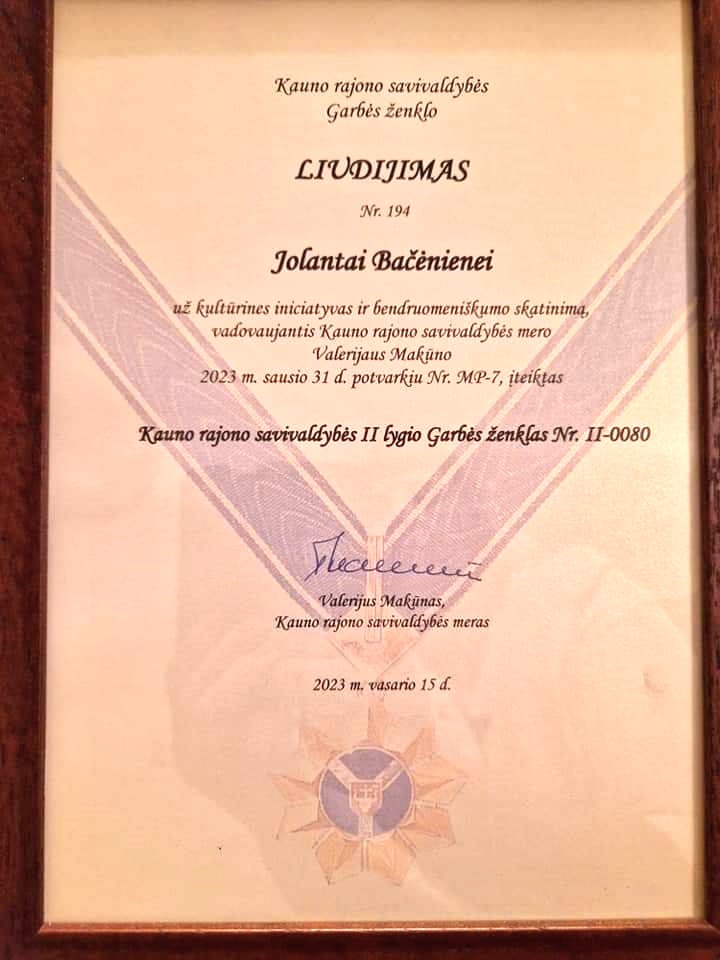 Kauno rajono savivaldybės
Garbės ženklo
LIUDIJIMAS
Nr. 194
Jolantai Bačėnienei
už kultūrines iniciatyvas ir bendruomeniškumo skatinimą,
vadovaujantis Kauno rajono savivaldybės mero
Valerijaus Makūno
2023 m. sausio 31 d. potvarkiu Nr. MP-7, įteiktas
Kauno rajono savivaldybės II lygio Garbės ženklas Nr. II-0080
Valerijus Makūnas,
Kauno rajono savivaldybės meras
2023 m. vasario 15 d.